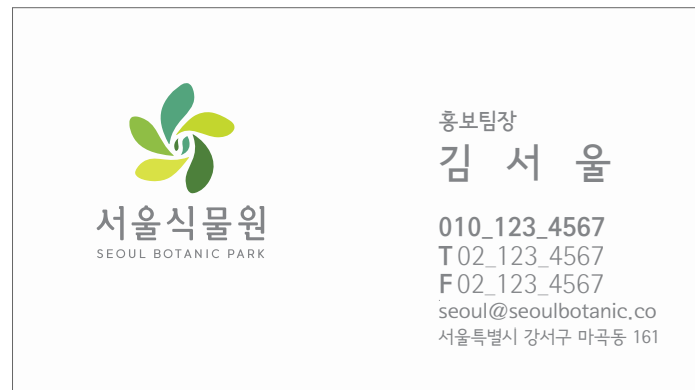 서울식물원
SEOUL BOTANIC PARK
홍보팀장
김 서 울
010_123_4567
T 02_123_4567
F 02_123_4567
seoul@seoulbotanic.co
서울특별시 강서구 마곡동 161